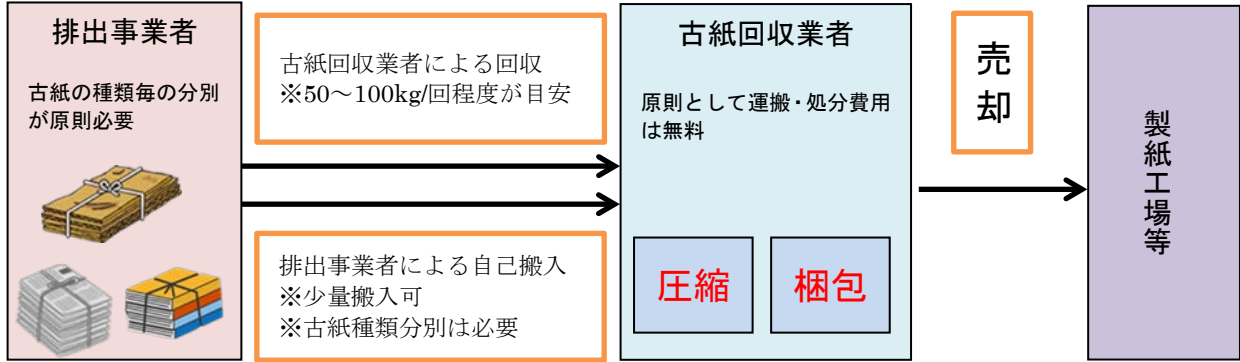 排出事業者
古紙の種類毎の分別
が原則必要
古紙回収業者による回収
※50～100kg/回程度が目安
排出事業者による自己搬入
※少量搬入可
※古紙種類分別は必要
古紙回収業者
原則として運搬・処分費用
は無料
圧縮
梱包
売却
製紙工場等